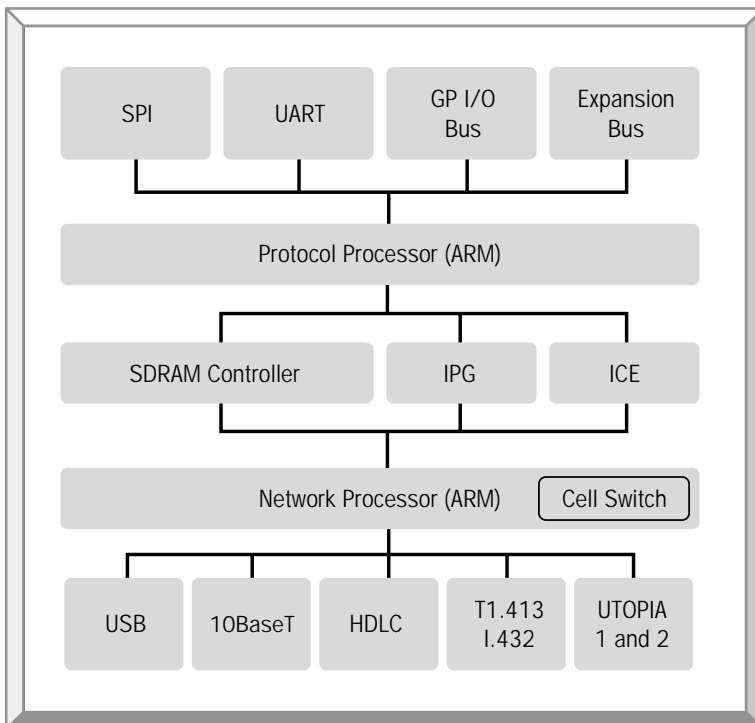 SPI
UART
GP I/O
Bus
Expansion
Bus
Protocol Processor (ARM)
SDRAM Controller
IPG
ICE
Network Processor (ARM)
Cell Switch
USB
10BaseT
HDLC
T1.413
I.432
UTOPIA
1 and 2